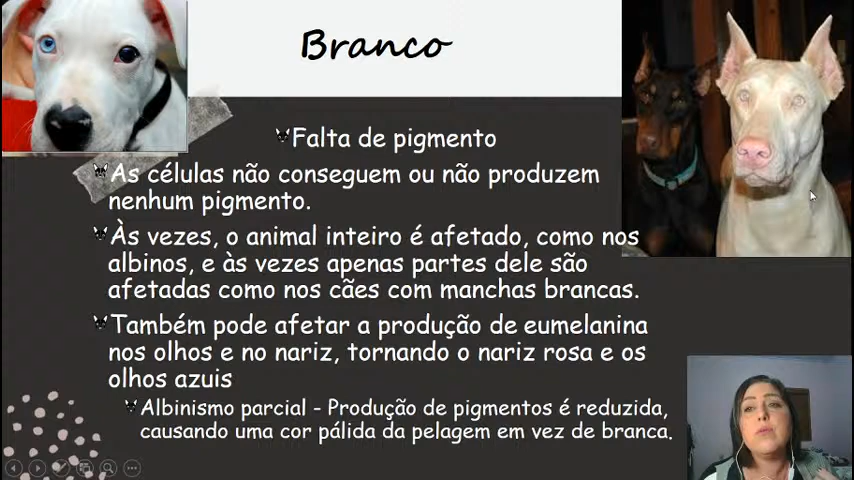 Branco
Falta de pigmento
As células não conseguem ou não produzem
nenhum pigmento.
Às vezes, o animal inteiro é afetado, como nos
albinos, e às vezes apenas partes dele são
afetadas como nos cães com manchas brancas.
Também pode afetar a produção de eumelanina
nos olhos e no nariz, tornando o nariz rosa e os
olhos azuis
Albinismo parcial - Produção de pigmentos é reduzida,
causando uma cor pálida da pelagem em vez de branca.